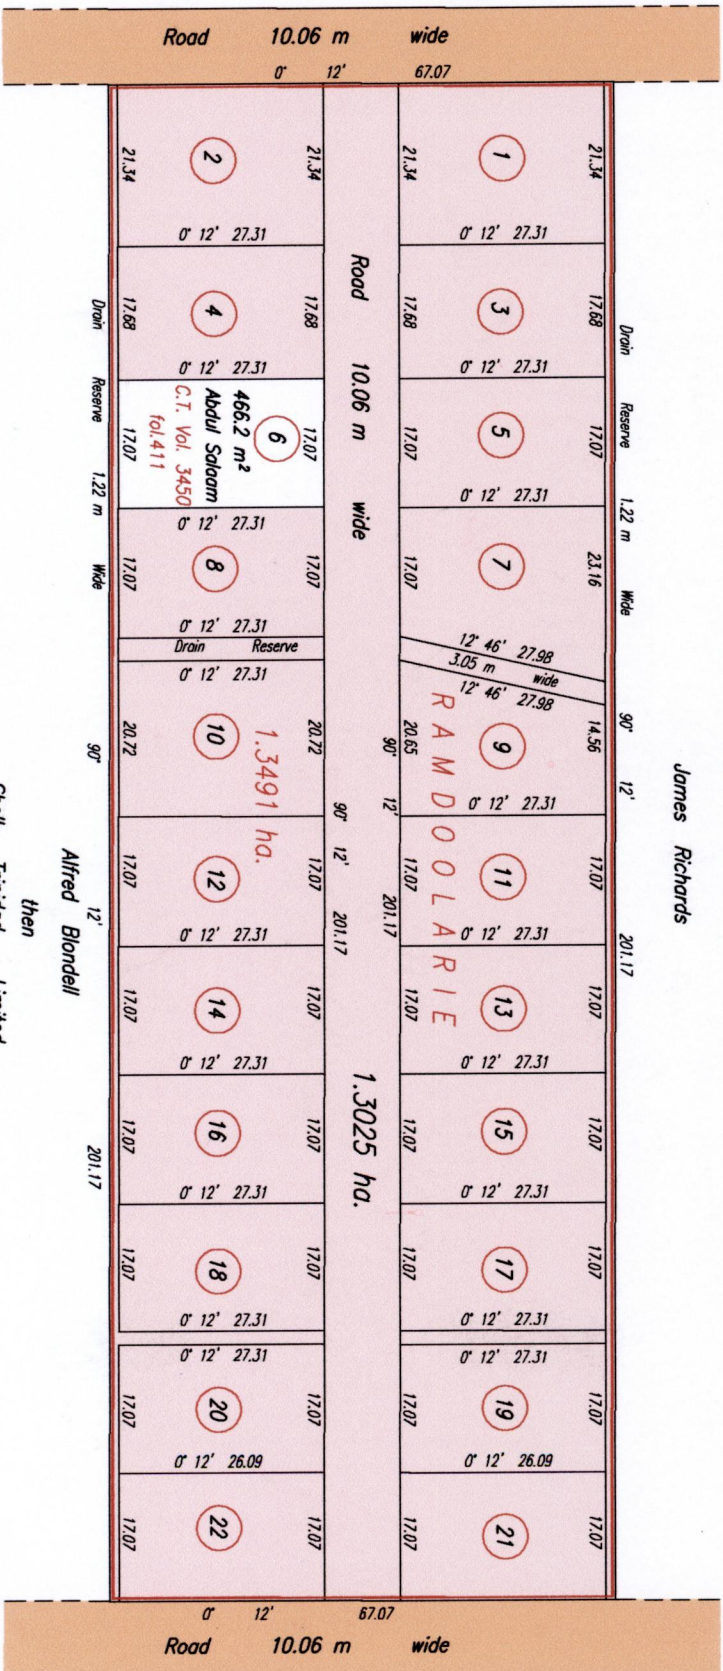 Road 10.06 m wide
0° 12' 67.07
21.34
2
21.34
21.34
1
21.34
0° 12' 27.31
0° 12' 27.31
17.68
4
17.68
17.68
3
17.68
0° 12' 27.31
0° 12' 27.31
17.07
6
466.2 m²
Abdul Salaam
C.T. Vol. 3450
fol.411
17.07
17.07
5
17.07
0° 12' 27.31
0° 12' 27.31
17.07
8
17.07
17.07
7
23.16
0° 12' 27.31
Drain Reserve
0° 12' 27.31
12° 46' 27.98
3.05 m wide
12° 46' 27.98
20.72
10
20.72
20.65
9
14.56
0° 12' 27.31
1.3491 ha.
RAMDOOLARIE
17.07
12
17.07
17.07
11
17.07
0° 12' 27.31
0° 12' 27.31
17.07
14
17.07
17.07
13
17.07
0° 12' 27.31
0° 12' 27.31
17.07
16
17.07
17.07
15
17.07
0° 12' 27.31
0° 12' 27.31
17.07
18
17.07
17.07
17
17.07
0° 12' 27.31
0° 12' 27.31
0° 12' 27.31
0° 12' 27.31
17.07
20
17.07
17.07
19
17.07
0° 12' 26.09
0° 12' 26.09
17.07
22
17.07
17.07
21
17.07
0° 12' 67.07
Road 10.06 m wide
Road 10.06 m wide
90° 12' 201.17
90° 12' 201.17
1.3025 ha.
Drain Reserve 1.22 m Wide 90° 12' 201.17
James Richards
Drain Reserve 1.22 m Wide 90° 12' 201.17
Alfred Blondell
then